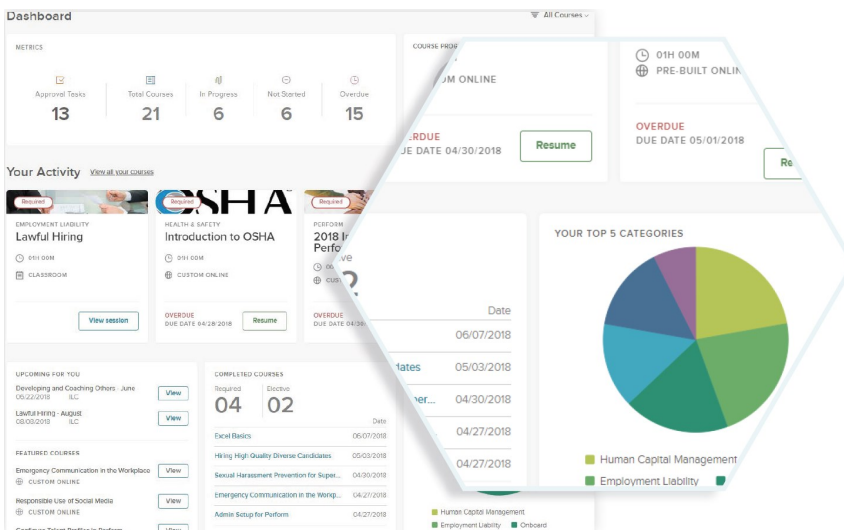 Dashboard
All Courses
METRICS
Approval Tasks
13
Total Courses
21
In Progress
6
Not Started
6
Overdue
15
COURSE PROG
Your Activity
View all your courses
Required
EMPLOYMENT LIABILITY
Lawful Hiring
01H 00M
CLASSROOM
View session
Required
OSHA
HEALTH & SAFETY
Introduction to OSHA
01H 00M
CUSTOM ONLINE
OVERDUE
DUE DATE 04/28/2018
Resume
Required
PERFORM
2018
OVERDUE
DUE DATE
UPCOMING FOR YOU
Developing and Coaching Others - June
06/22/2018 ILC
View
Lawful Hiring - August
08/08/2018 ILC
View
FEATURED COURSES
Emergency Communication in the Workplace
CUSTOM ONLINE
View
Responsible Use of Social Media
CUSTOM ONLINE
View
COMPLETED COURSES
Required
04
Elective
02
Date
Excel Basics 06/07/2018
Hiring High Quality Diverse Candidates 05/03/2018
Sexual Harassment Prevention for Super... 04/30/2018
Emergency Communication in the Workp... 04/27/2018
Admin Setup for Perform 04/27/2018
Human Capital Management
Employment Liability
Onboard
ONLINE
DATE 04/30/2018
Resume
01H 00M
PRE-BUILT
OVERDUE
DUE DATE 05/01/2018
Date
06/07/2018
05/03/2018
04/30/2018
04/27/2018
04/27/2018
YOUR TOP 5 CATEGORIES
Human Capital Management
Employment Liability